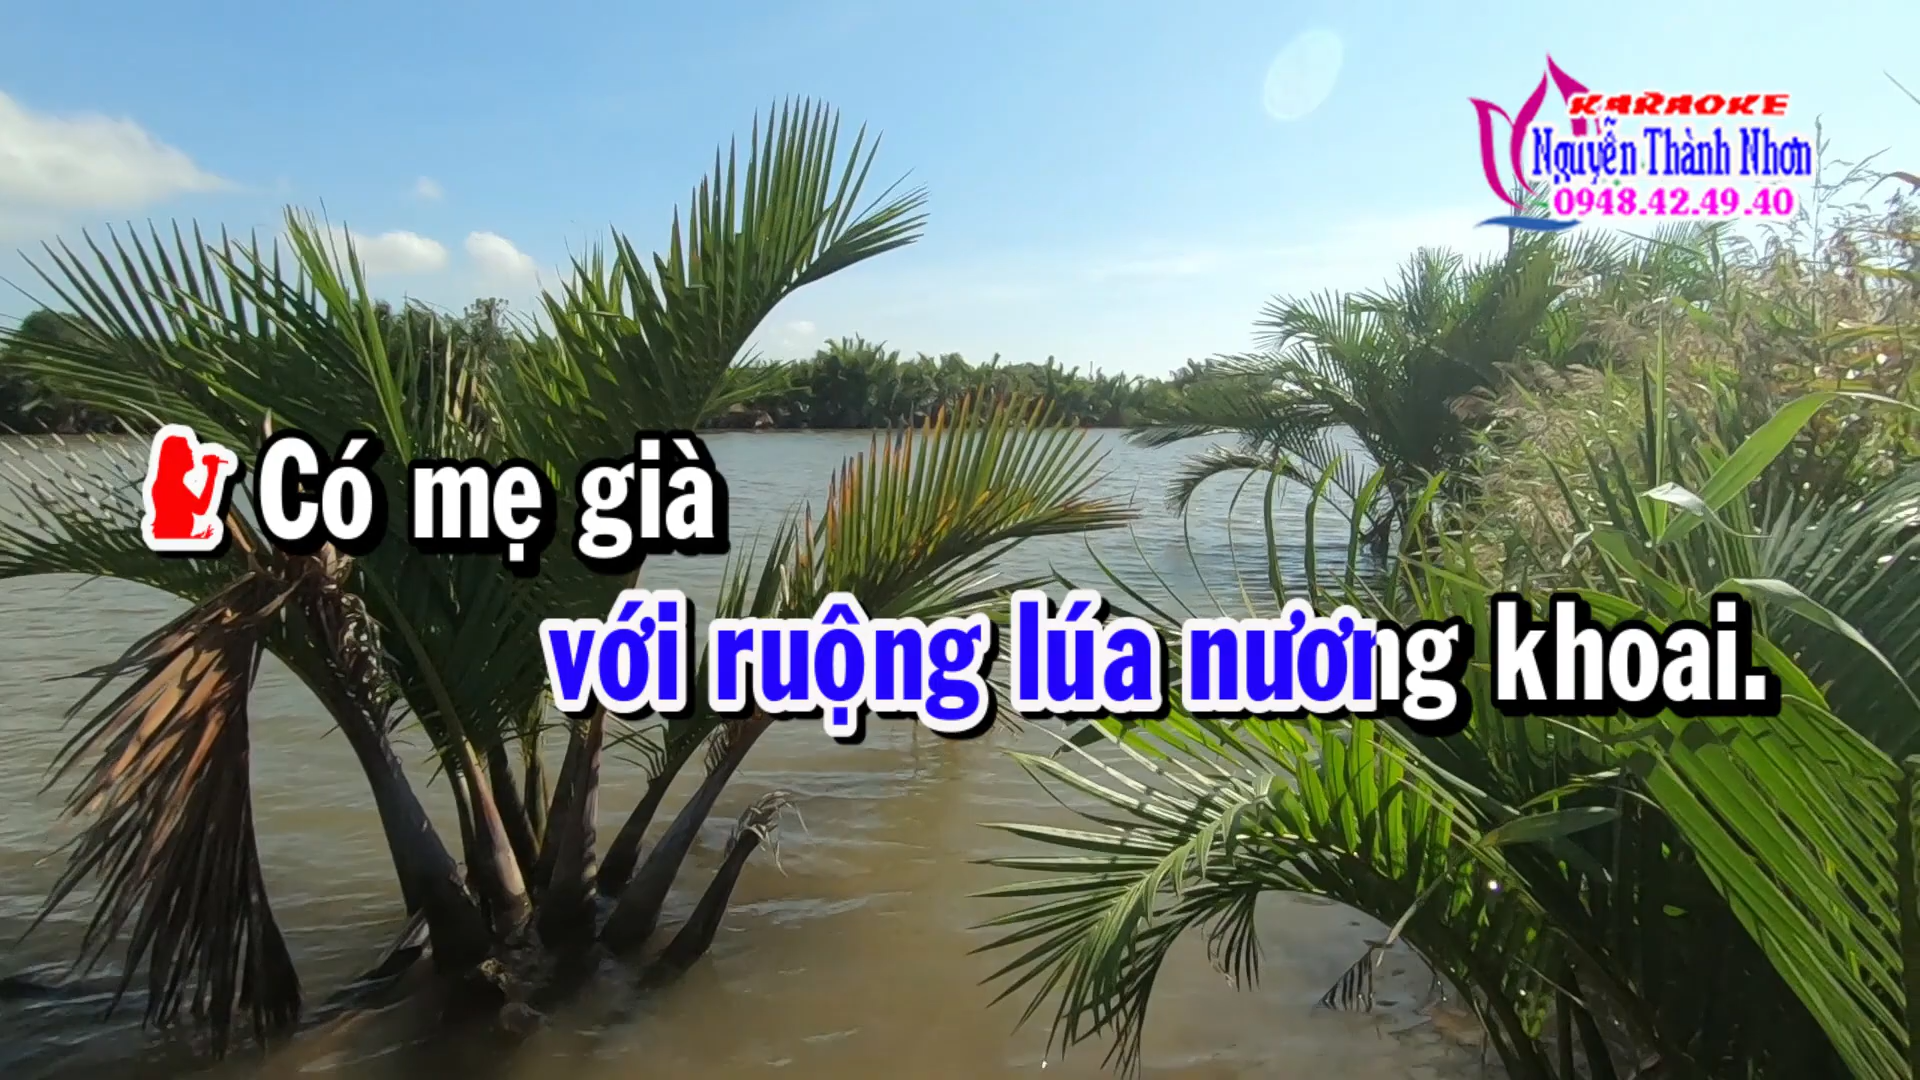 KARAOKE
Nguyễn Thành Nhơn
0948.42.49.40
Có mẹ già
với ruộng lúa nương khoai.